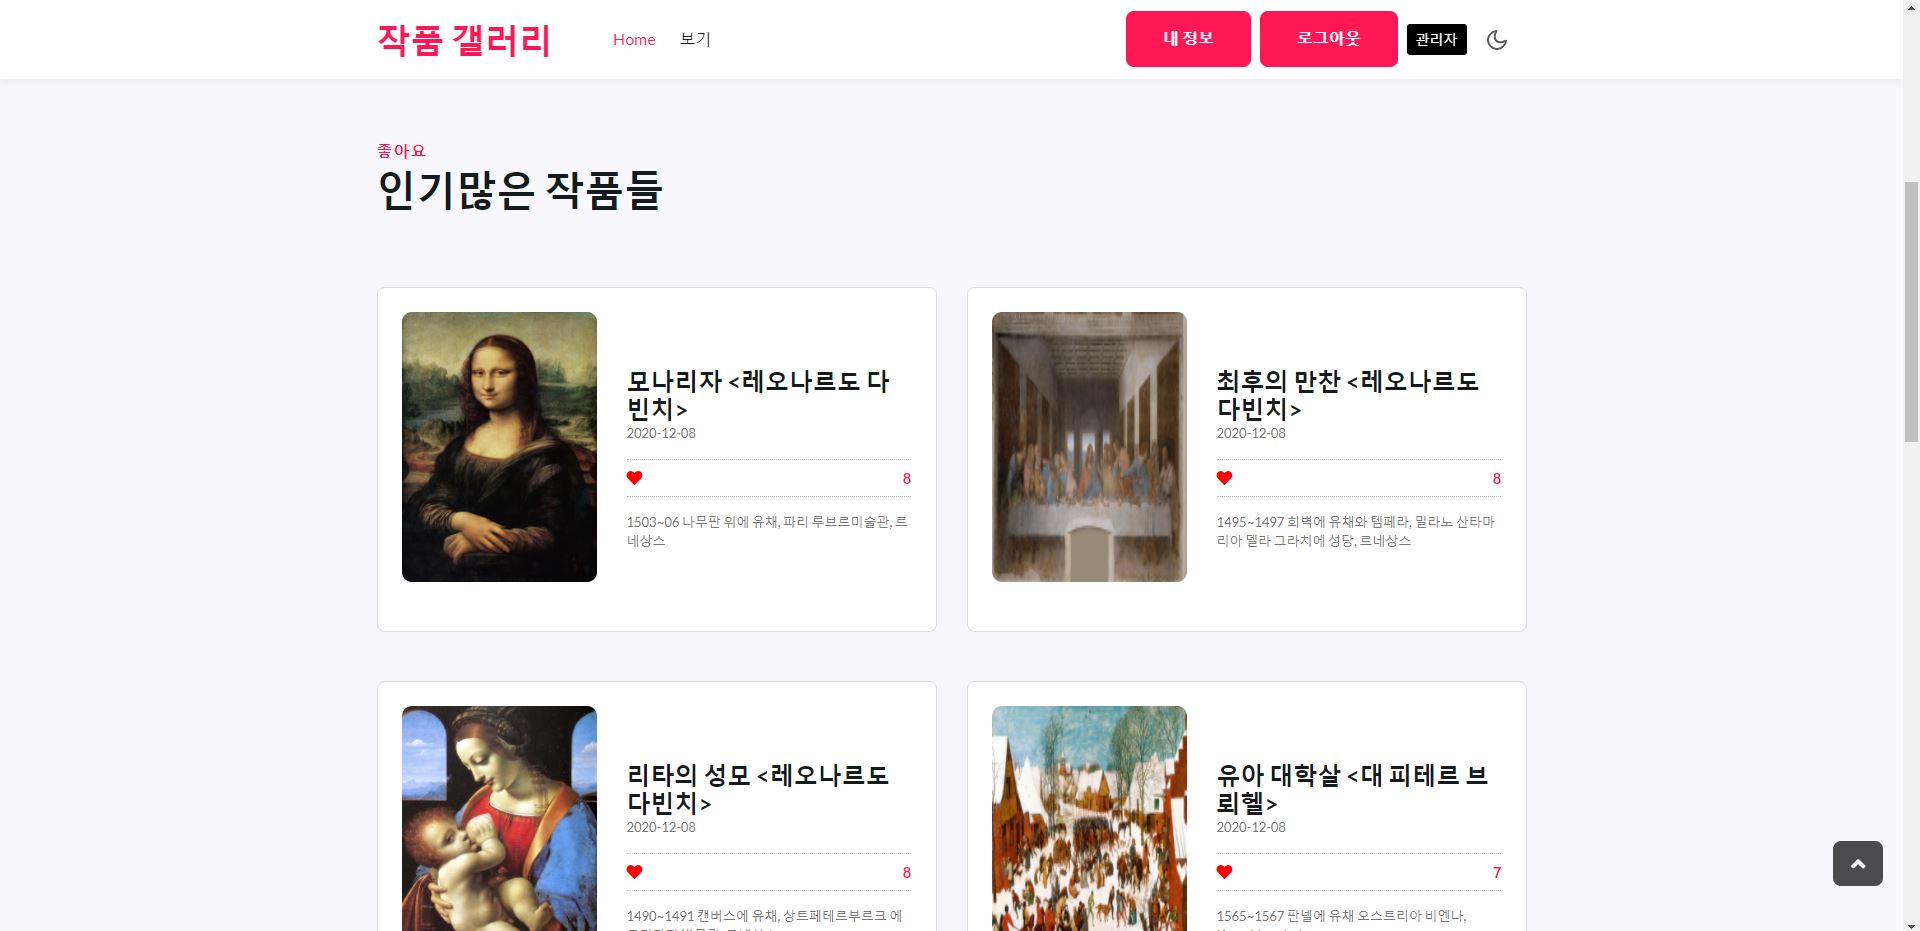 작품 갤러리
Home
보기
내 정보
로그아웃
관리자
좋아요
인기많은 작품들
모나리자 <레오나르도 다
빈치>
2020-12-08
8
1503~06 나무판 위에 유채, 파리 루브르미술관, 르
네상스
최후의 만찬 <레오나르도
다빈치>
2020-12-08
8
1495~1497 회벽에 유채와 템페라, 밀라노 산타마
리아 델라 그라치에 성당, 르네상스
리타의 성모 <레오나르도
다빈치>
2020-12-08
8
1490~1491 캔버스에 유채, 상트페테르부르크 에
유아 대학살 <대 피테르 브
뢰헬>
2020-12-08
7
1565~1567 판넬에 유채 오스트리아 비엔나,